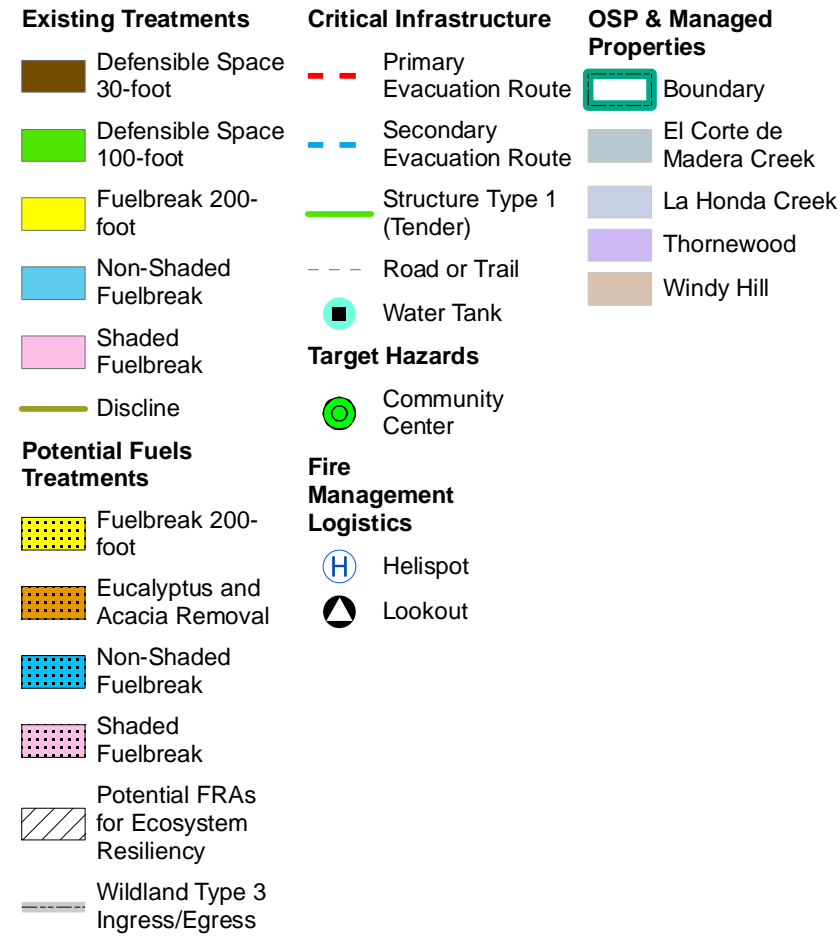 Existing Treatments
Defensible Space
30-foot
Defensible Space
100-foot
Fuelbreak 200-
foot
Non-Shaded
Fuelbreak
Shaded
Fuelbreak
Discline
Potential Fuels
Treatments
Fuelbreak 200-
foot
Eucalyptus and
Acacia Removal
Non-Shaded
Fuelbreak
Shaded
Fuelbreak
Potential FRAs
for Ecosystem
Resiliency
Wildland Type 3
Ingress/Egress
Critical Infrastructure
Primary
Evacuation Route
Secondary
Evacuation Route
Structure Type 1
(Tender)
Road or Trail
Water Tank
Target Hazards
Community
Center
Fire
Management
Logistics
H
Helispot
Lookout
OSP & Managed
Properties
Boundary
El Corte de
Madera Creek
La Honda Creek
Thornewood
Windy Hill